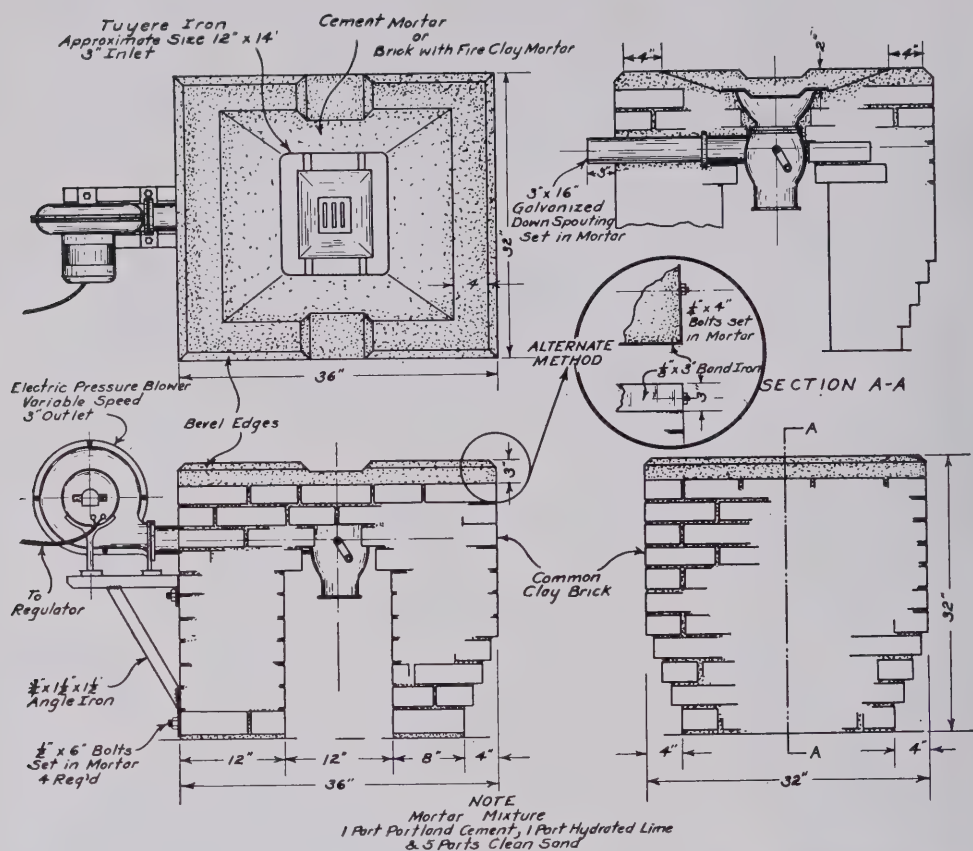 Tuyere Iron
Approximate Size 12" x 14'
3" Inlet
Cement Mortar
or
Brick with Fire Clay Mortar
4"
2"
4"
3"
3" x 16"
Galvanized
Down Spouting
Set in Mortar
32"
4"
36"
ALTERNATE
METHOD
½" x 4"
Bolts set
in Mortar
x 3" Band Iron
3"
SECTION A-A
Electric Pressure Blower
Variable Speed
3" Outlet
Bevel Edges
3"
A
To
Regulator
Common
Clay Brick
32"
x 1½" x 1½"
Angle Iron
½" x 6" Bolts
Set in Mortar
4 Req'd
12"
12"
8"
4"
36"
4"
A
4"
32"
NOTE
Mortar Mixture
1 Part Portland Cement, 1 Part Hydrated Lime
& 5 Parts Clean Sand